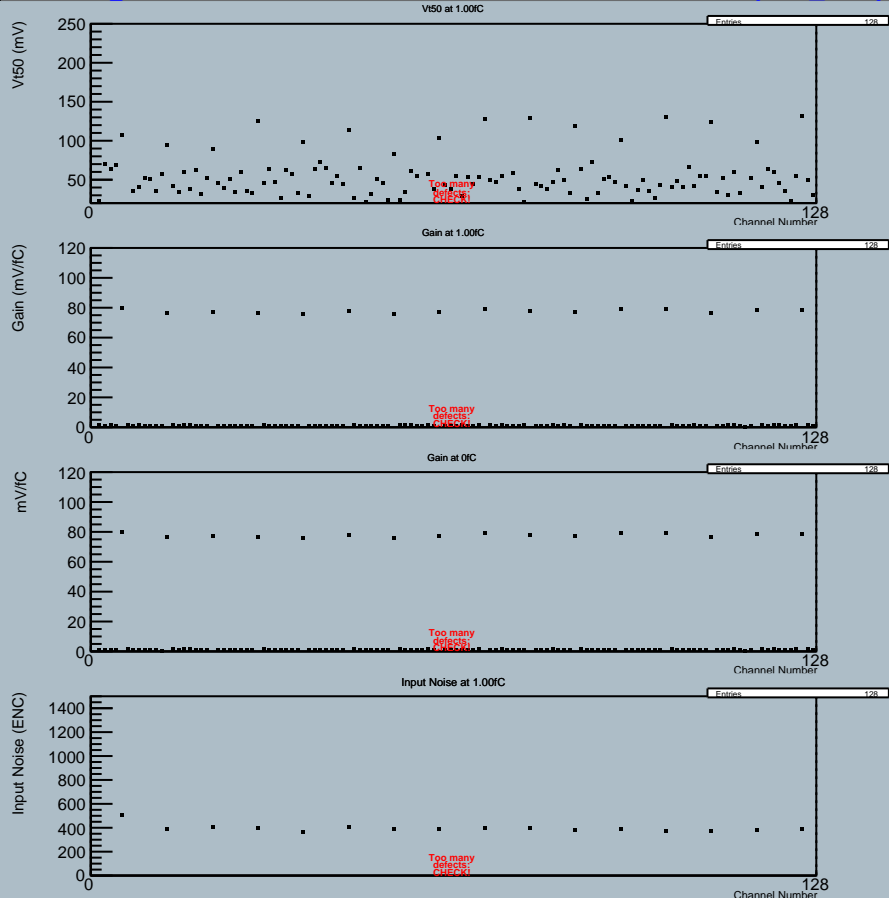 Vt50 at 1.00fC
Entries 128
Vt50 (mV)
250
200
150
100
50
Too many
defects:
CHECK!
0
128
Channel Number
Gain at 1.00fC
Entries 128
Gain (mV/fC)
120
100
80
60
40
20
0
Too many
defects:
CHECK!
0
128
Channel Number
Gain at 0fC
Entries 128
mV/fC
120
100
80
60
40
20
0
Too many
defects:
CHECK!
0
128
Channel Number
Input Noise at 1.00fC
Entries 128
Input Noise (ENC)
1400
1200
1000
800
600
400
200
0
Too many
defects:
CHECK!
0
128
Channel Number